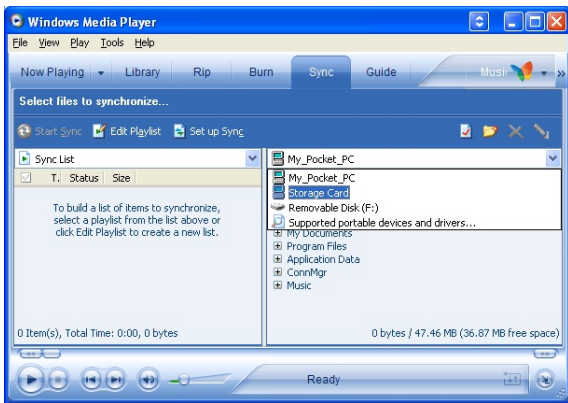 Windows Media Player
File View Play Tools Help
Now Playing Library Rip Burn Sync Guide Music
Select files to synchronize...
Start Sync Edit Playlist Set up Sync
Sync List
My_Pocket_PC
T. Status Size
My_Pocket_PC
Storage Card
Removable Disk (F:)
Supported portable devices and drivers...
To build a list of items to synchronize,
select a playlist from the list above or
click Edit Playlist to create a new list.
My Documents
Program Files
Application Data
ConnMgr
Music
0 Item(s), Total Time: 0:00, 0 bytes
0 bytes / 47.46 MB (36.87 MB free space)
Ready